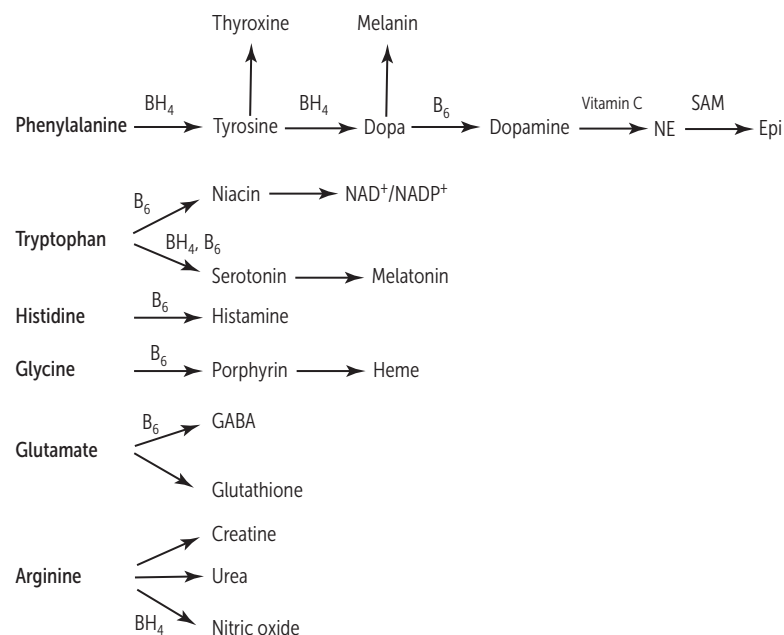 Thyroxine Melanin
BH₄ BH₄ B₆ Vitamin C SAM
Phenylalanine Tyrosine Dopa Dopamine NE Epi
B₆ Niacin NAD⁺/NADP⁺
Tryptophan
BH₄, B₆
Serotonin Melatonin
B₆
Histidine Histamine
B₆
Glycine Porphyrin Heme
B₆ GABA
Glutamate
Glutathione
Creatine
Arginine Urea
BH₄ Nitric oxide